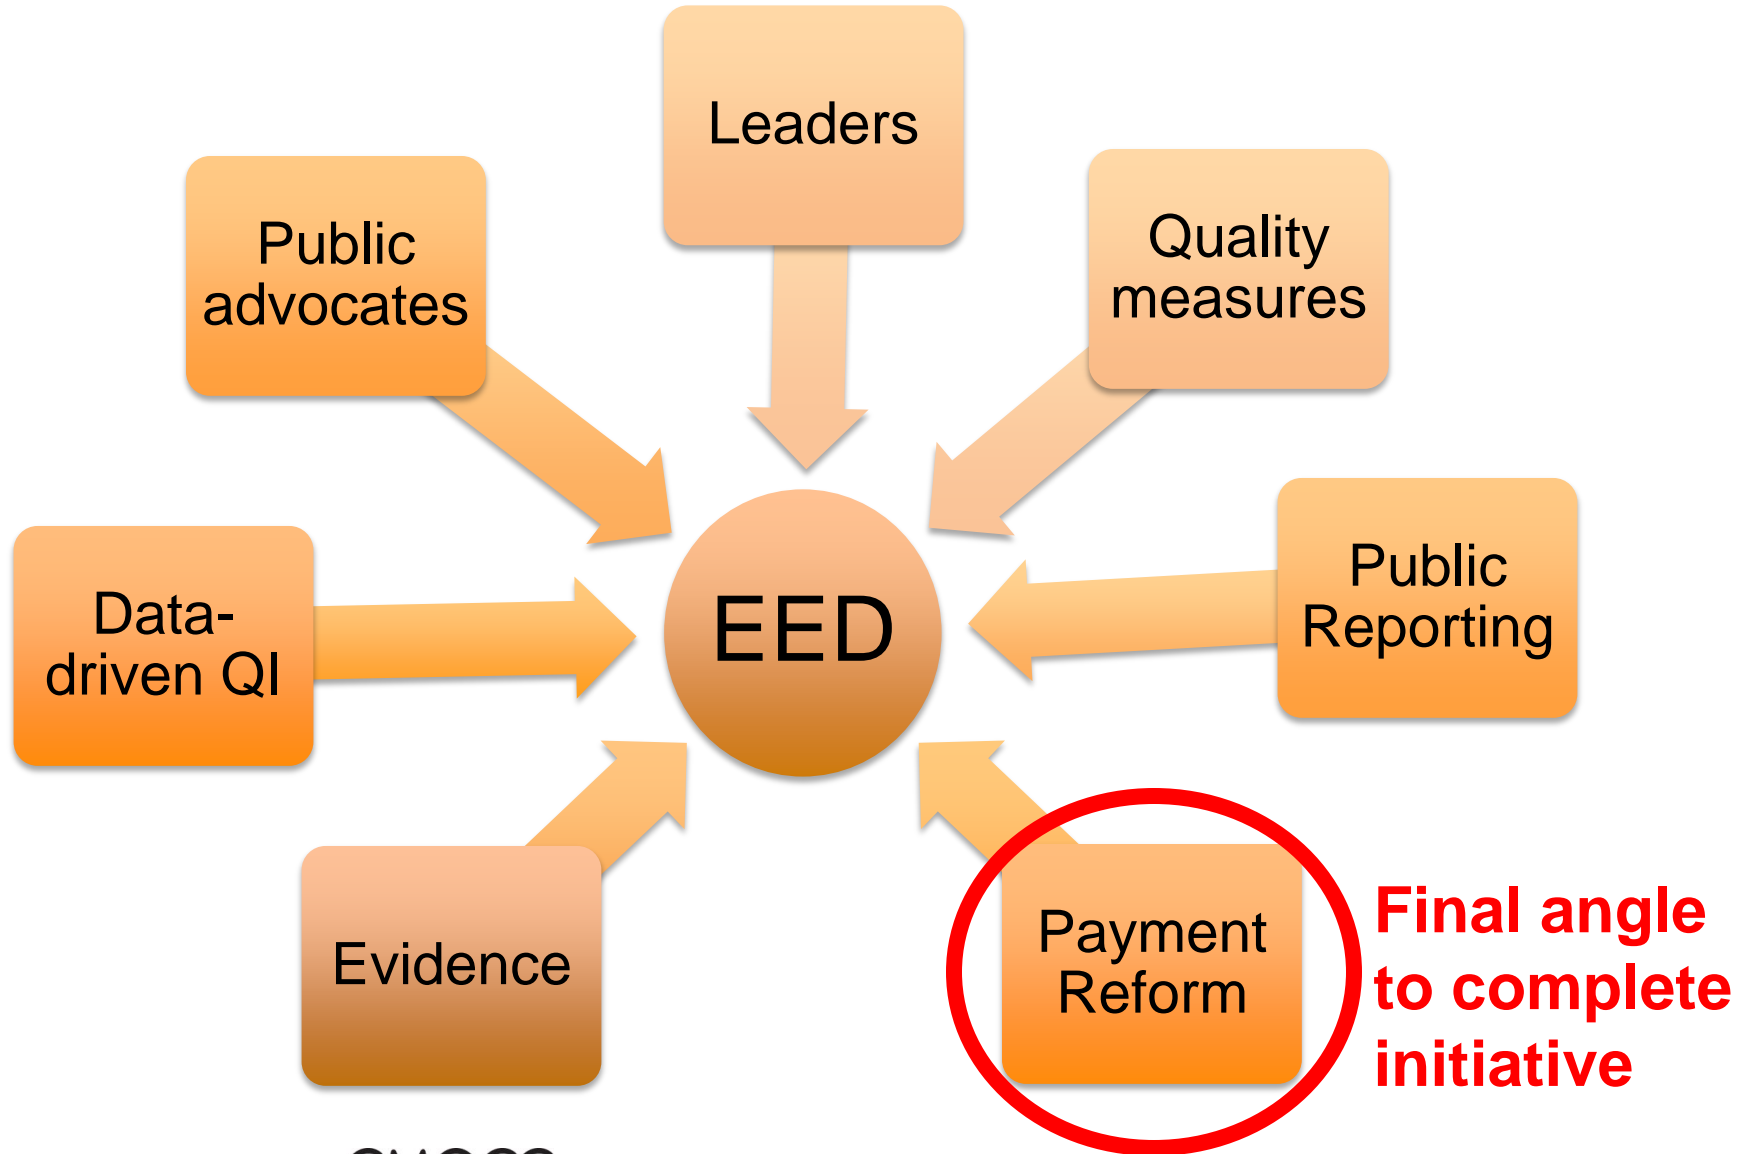 Leaders
Public
advocates
Quality
measures
Data-
driven QI
EED
Public
Reporting
Evidence
Payment
Reform
Final angle
to complete
initiative